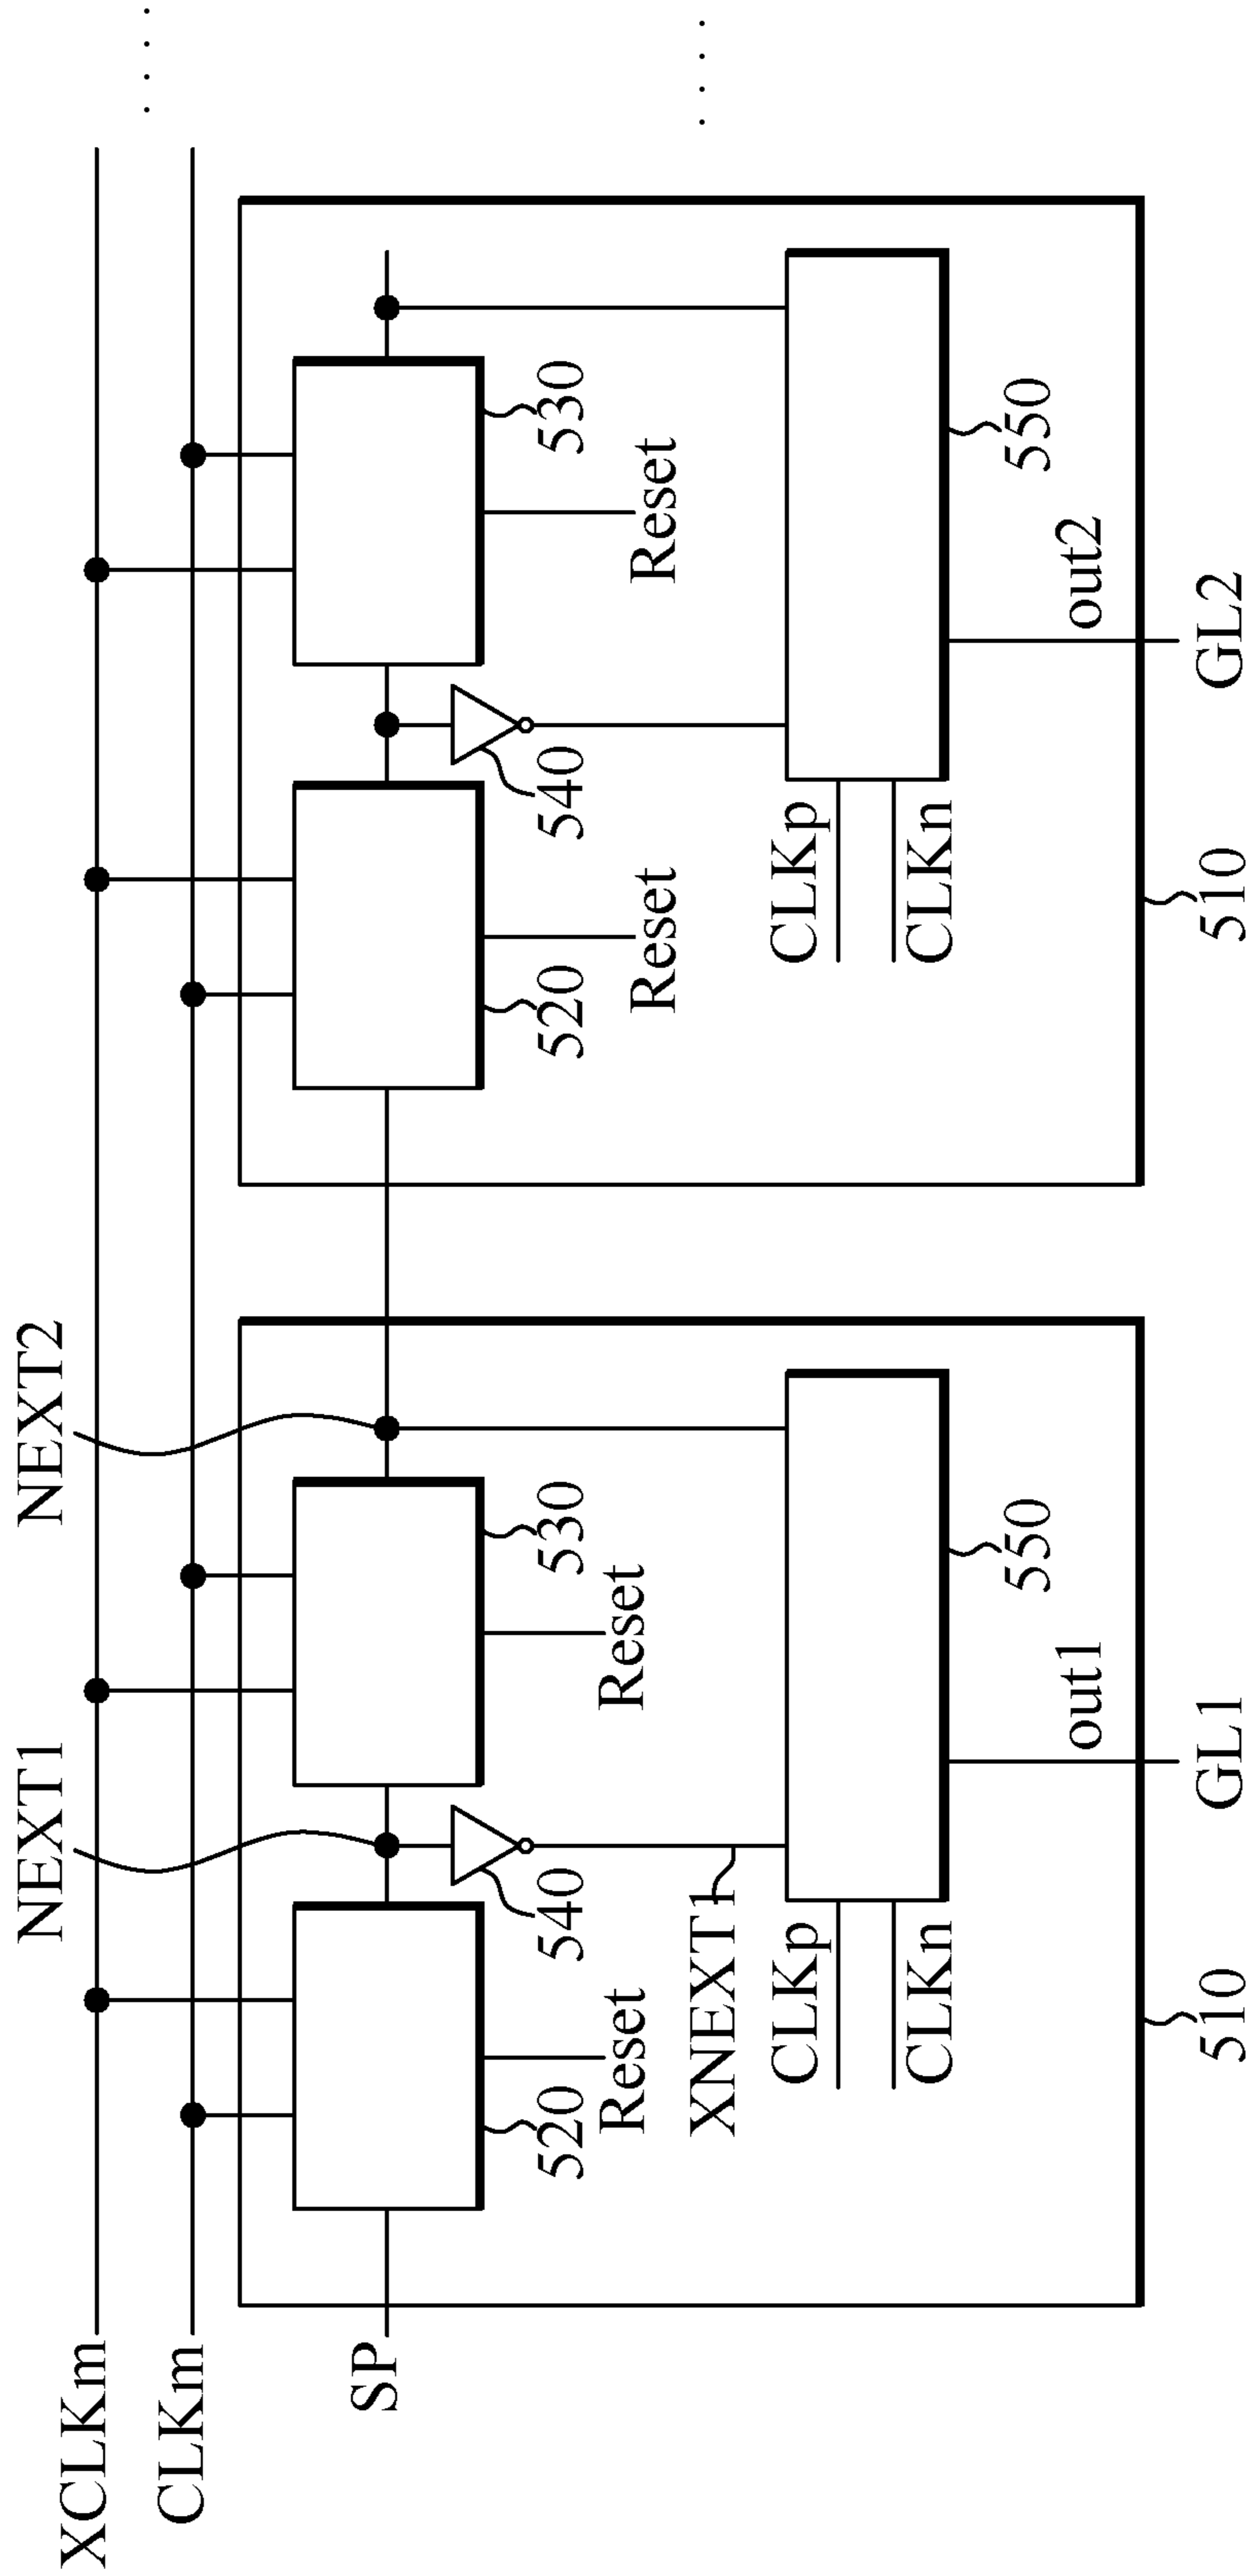 NEXT1
NEXT2
XCLKm
CLKm
SP
520
530
520
530
540
540
Reset
Reset
Reset
Reset
XNEXT1
CLKp
CLKp
CLKn
CLKn
550
550
out1
out2
510
GL1
510
GL2